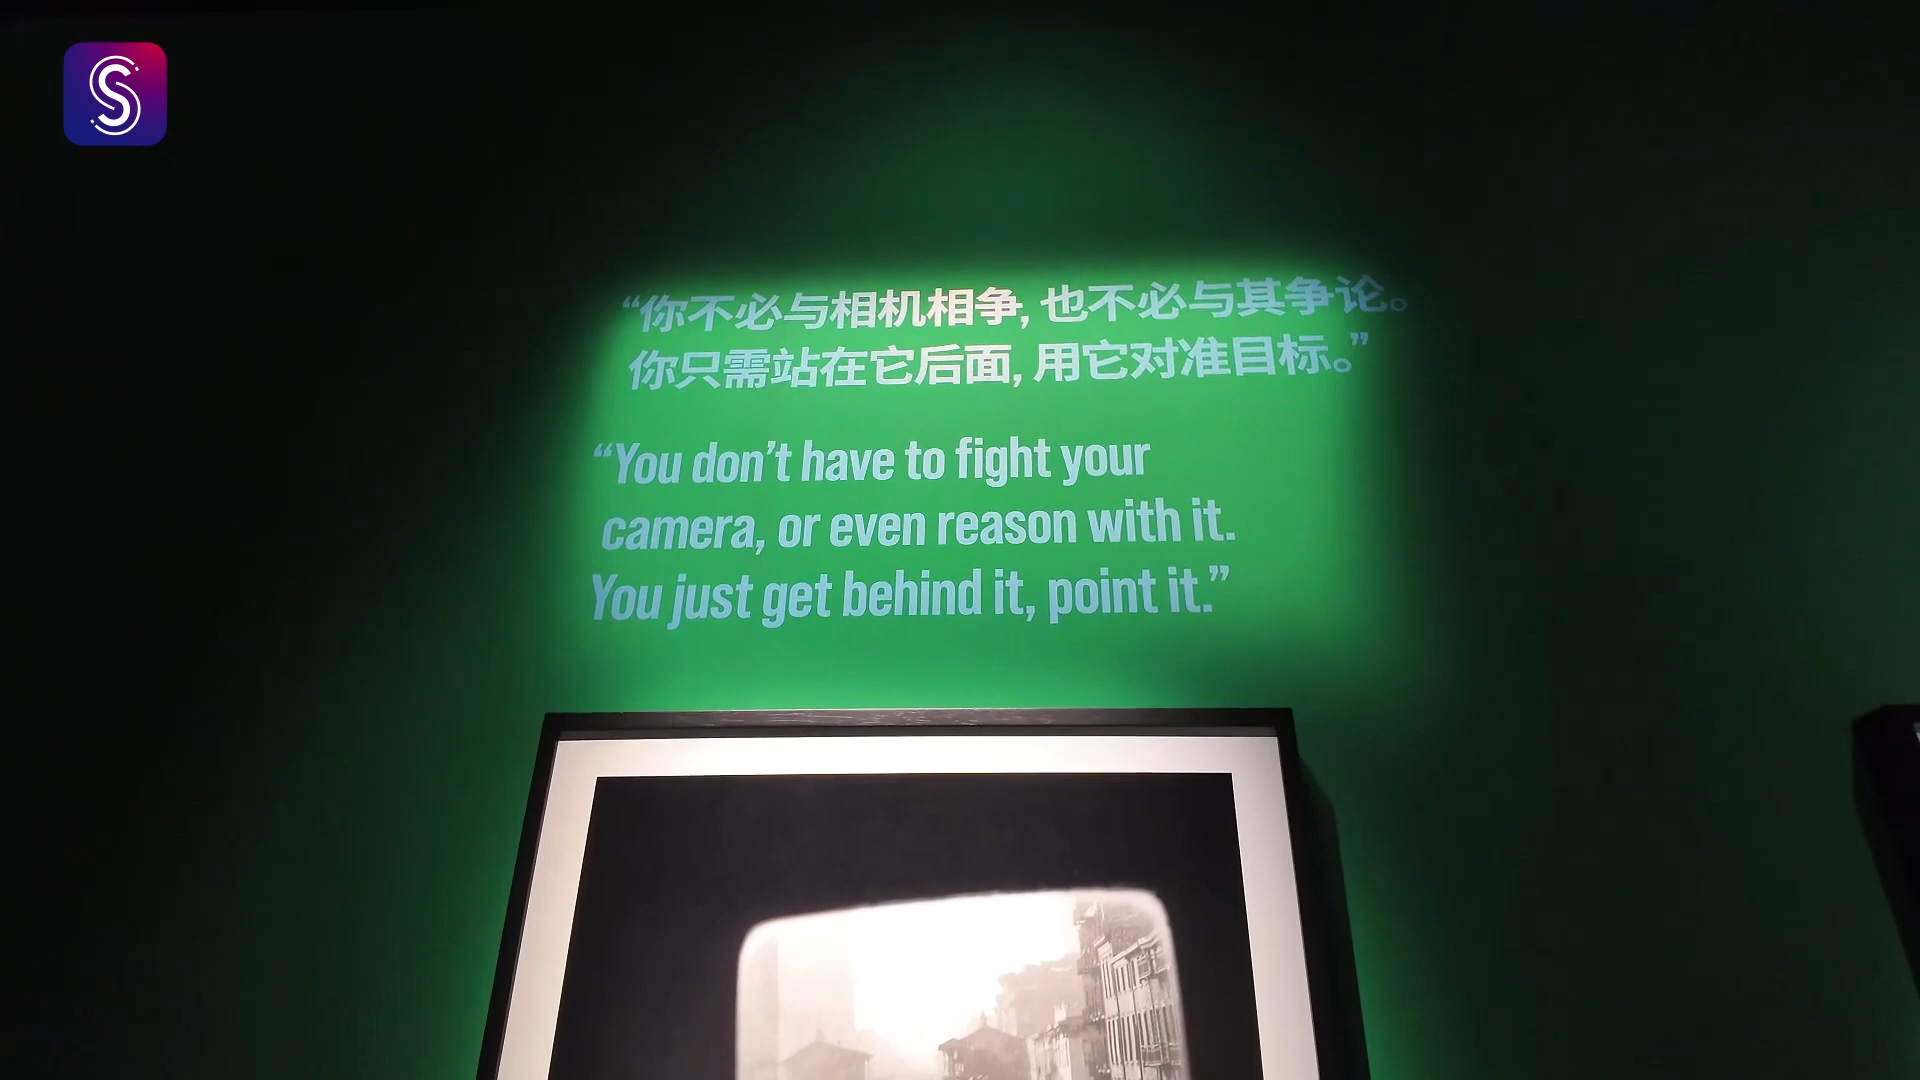 S
“你不必与相机相争，也不必与其争论。
你只需站在它后面，用它对准目标。”
“You don’t have to fight your
camera, or even reason with it.
You just get behind it, point it.”